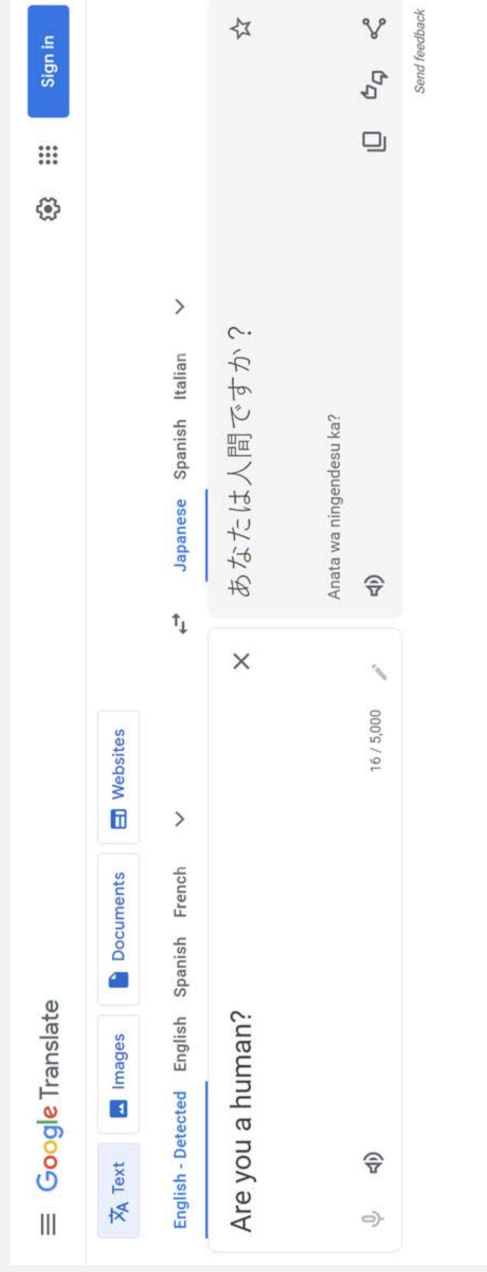 Google Translate
Sign in
Text
Images
Documents
Websites
English - Detected
English
Spanish
French
Japanese
Spanish
Italian
Are you a human?
16 / 5,000
あなたは人間ですか？
Anata wa ningendesu ka?
Send feedback